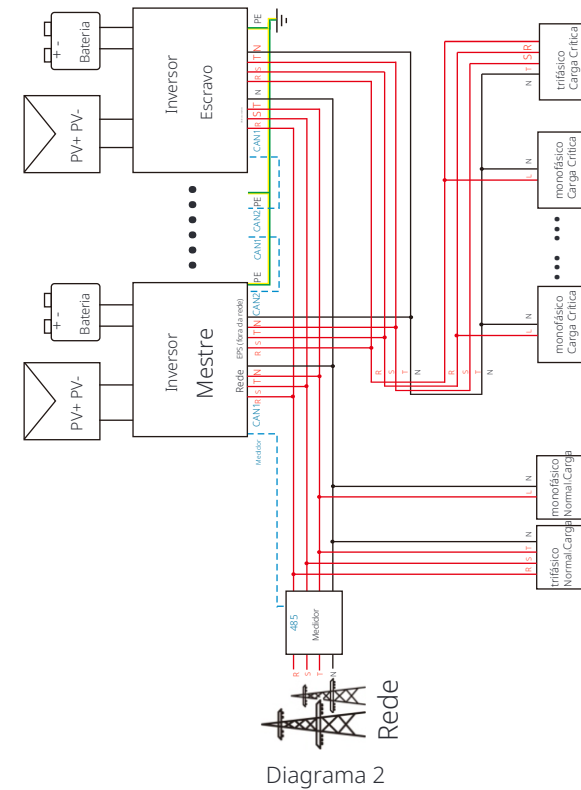 Bateria
+ -
PV+ PV-
Inversor
Escravo
PE
R S T N
N
R S T
CAN1
PE
CAN2
CAN1
PE
Bateria
+ -
PV+ PV-
Inversor
Mestre
CAN2
EPS (fora da rede)
R S T N
Rede
R S T N
CAN1
Medidor
trifásico
Carga Crítica
N T S R
monofásico
Carga Crítica
L N
monofásico
Carga Crítica
L N
R S T N
R S T N
monofásico
Normal.Carga
L N
trifásico
Normal.Carga
R S T N
485
Medidor
R
S
T
N
Rede
Diagrama 2